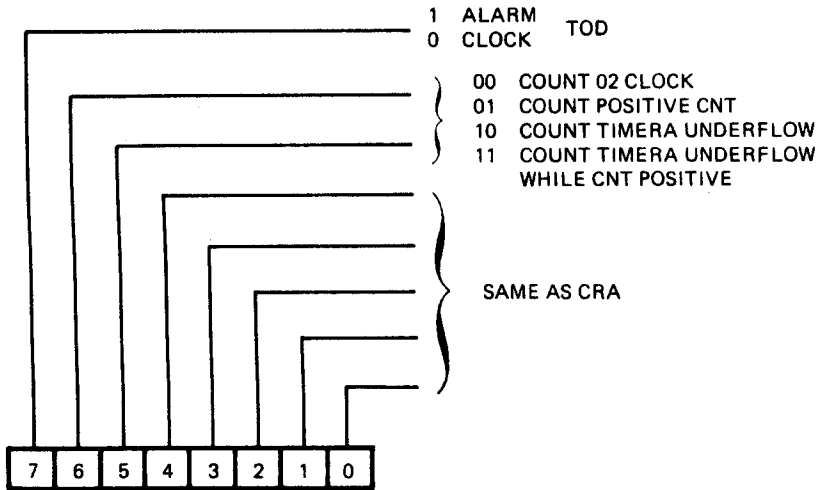 1 ALARM
0 CLOCK
TOD
00 COUNT 02 CLOCK
01 COUNT POSITIVE CNT
10 COUNT TIMERA UNDERFLOW
11 COUNT TIMERA UNDERFLOW
WHILE CNT POSITIVE
SAME AS CRA
7 6 5 4 3 2 1 0